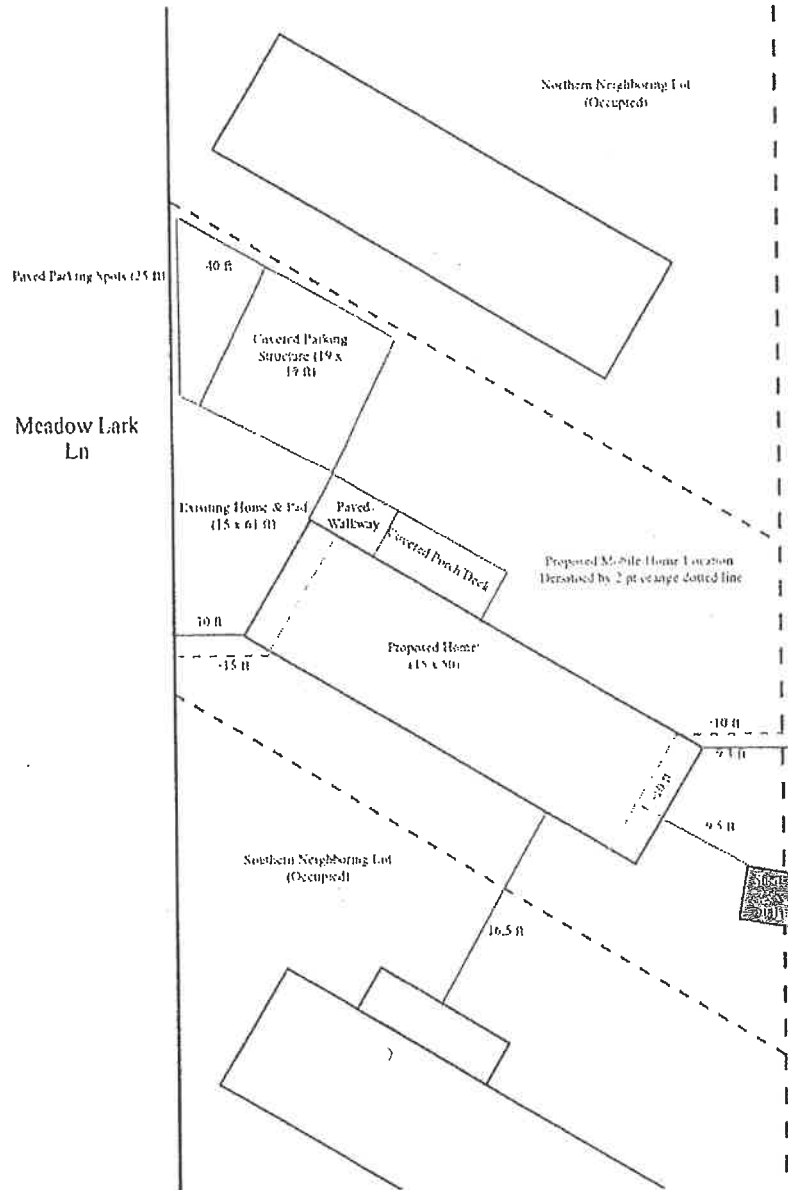 Northern Neighboring Lot
(Occupied)
Paved Parking Spots (25 ft)
40 ft
Covered Parking
Structure (19 x
19 ft)
Meadow Lark
Ln
Existing Home & Pad
(15 x 61 ft)
Paved
Walkway
Covered Porch Deck
Proposed Mobile Home Location
Denoted by 2 pt orange dotted line
10 ft
Proposed Home
(15 x 50)
~15 ft
~10 ft
9.5 ft
~20 ft
9.5 ft
Southern Neighboring Lot
(Occupied)
16.5 ft